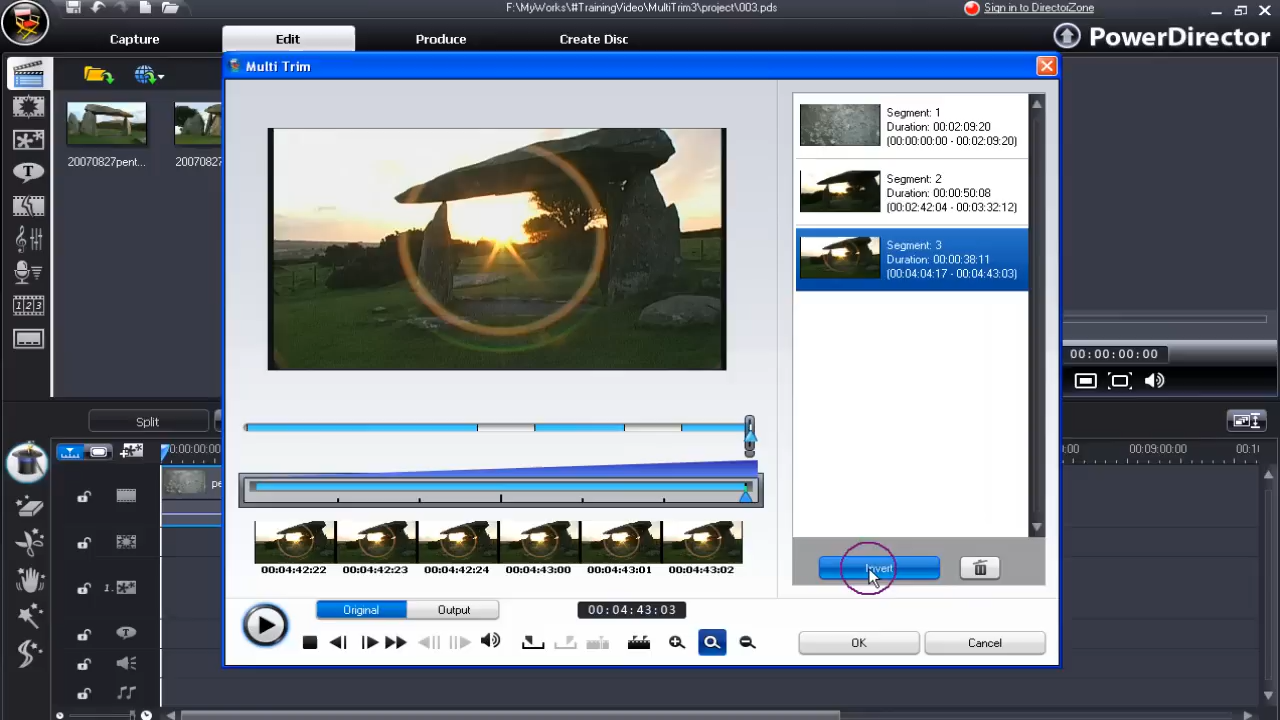 F:\MyWorks\#TrainingVideo\MultiTrim3\project\003.pds
Sign in to DirectorZone
Capture
Edit
Produce
Create Disc
PowerDirector
Multi Trim
20070827pent...
Segment: 1
Duration: 00:02:09:20
(00:00:00:00 - 00:02:09:20)
Segment: 2
Duration: 00:00:50:08
(00:02:42:04 - 00:03:32:12)
Segment: 3
Duration: 00:00:38:11
(00:04:04:17 - 00:04:43:03)
00:00:00:00
Split
00:00:00:00
00:09:00:00
00:04:42:22
00:04:42:23
00:04:42:24
00:04:43:00
00:04:43:01
00:04:43:02
Invert
Original
Output
00:04:43:03
OK
Cancel
1.